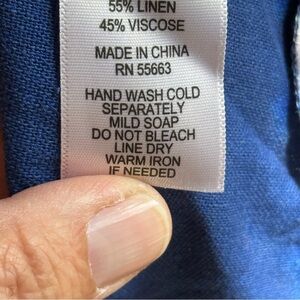 55% LINEN
45% VISCOSE
MADE IN CHINA
RN 55663
HAND WASH COLD
SEPARATELY
MILD SOAP
DO NOT BLEACH
LINE DRY
WARM IRON
IF NEEDED